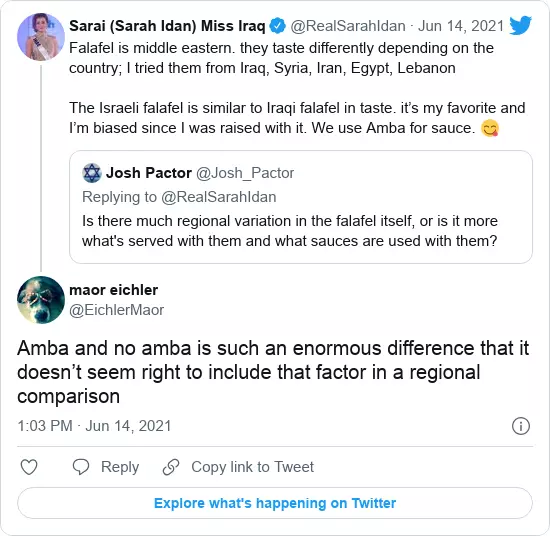 Sarai (Sarah Idan) Miss Iraq @RealSarahIdan · Jun 14, 2021
Falafel is middle eastern. they taste differently depending on the
country; I tried them from Iraq, Syria, Iran, Egypt, Lebanon
The Israeli falafel is similar to Iraqi falafel in taste. it’s my favorite and
I’m biased since I was raised with it. We use Amba for sauce. 😋
Josh Pactor @Josh_Pactor
Replying to @RealSarahIdan
Is there much regional variation in the falafel itself, or is it more
what's served with them and what sauces are used with them?
maor eichler
@EichlerMaor
Amba and no amba is such an enormous difference that it
doesn’t seem right to include that factor in a regional
comparison
1:03 PM · Jun 14, 2021
Reply Copy link to Tweet
Explore what's happening on Twitter